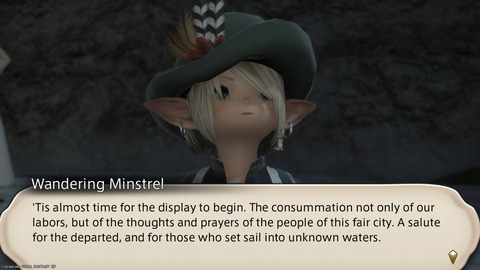 Wandering Minstrel
'Tis almost time for the display to begin. The consummation not only of our
labors, but of the thoughts and prayers of the people of this fair city. A salute
for the departed, and for those who set sail into unknown waters.